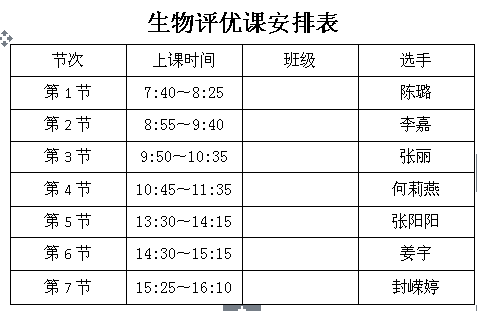 生物评优课安排表
节次 上课时间 班级 选手
第1节 7:40～8:25 陈璐
第2节 8:55～9:40 李嘉
第3节 9:50～10:35 张丽
第4节 10:45～11:35 何莉燕
第5节 13:30～14:15 张阳阳
第6节 14:30～15:15 姜宇
第7节 15:25～16:10 封嵘婷